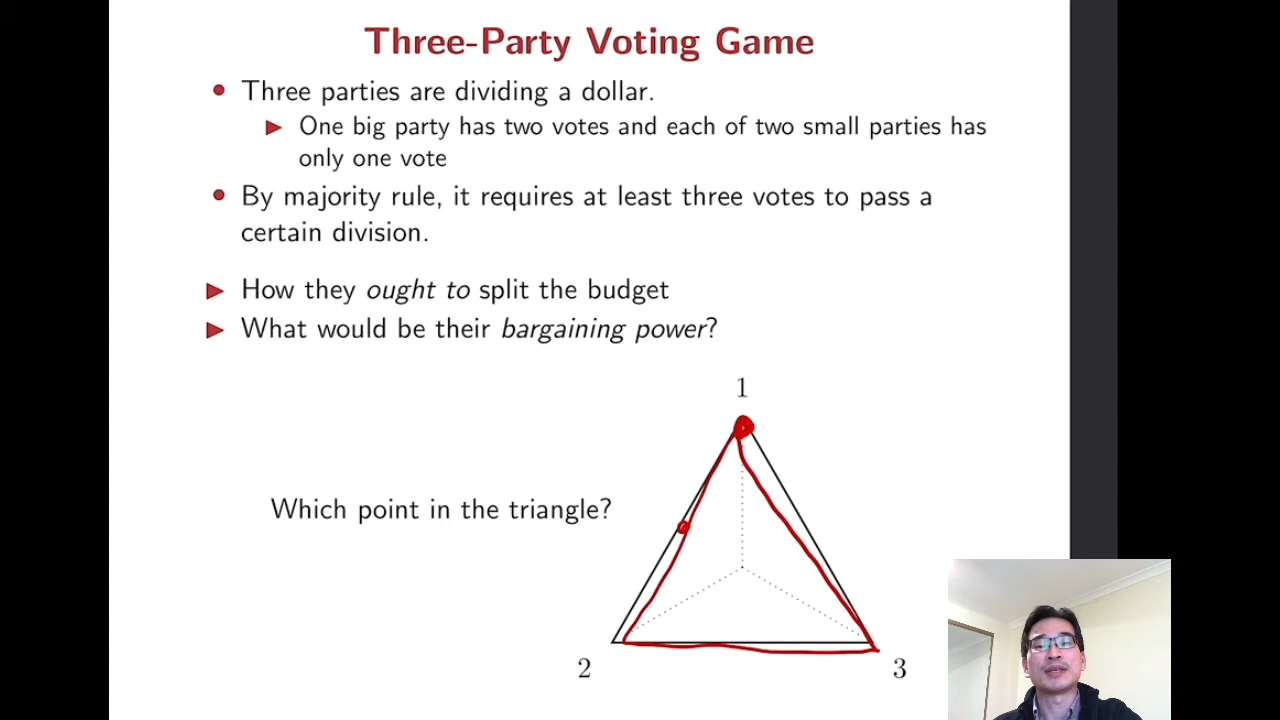 Three-Party Voting Game
Three parties are dividing a dollar.
One big party has two votes and each of two small parties has
only one vote
By majority rule, it requires at least three votes to pass a
certain division.
How they ought to split the budget
What would be their bargaining power?
1
Which point in the triangle?
2
3